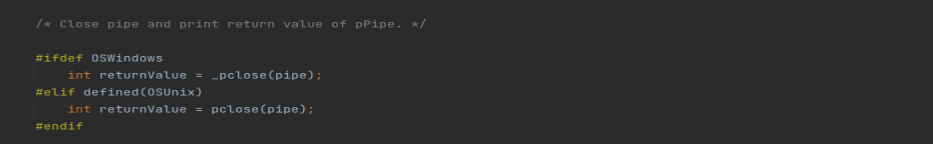 /* Close pipe and print return value of pPipe. */
#ifdef OSWindows
    int returnValue = _pclose(pipe);
#elif defined(OSUnix)
    int returnValue = pclose(pipe);
#endif